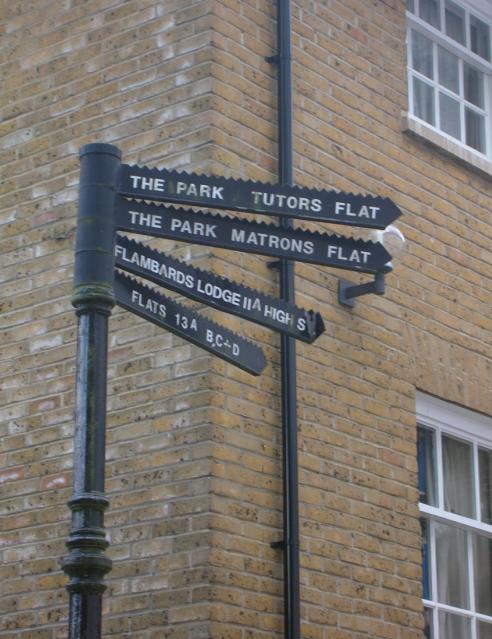 THE PARK TUTORS FLAT
THE PARK MATRONS FLAT
FLAMBARDS LODGE 11A HIGH S
FLATS 13A B,C+D